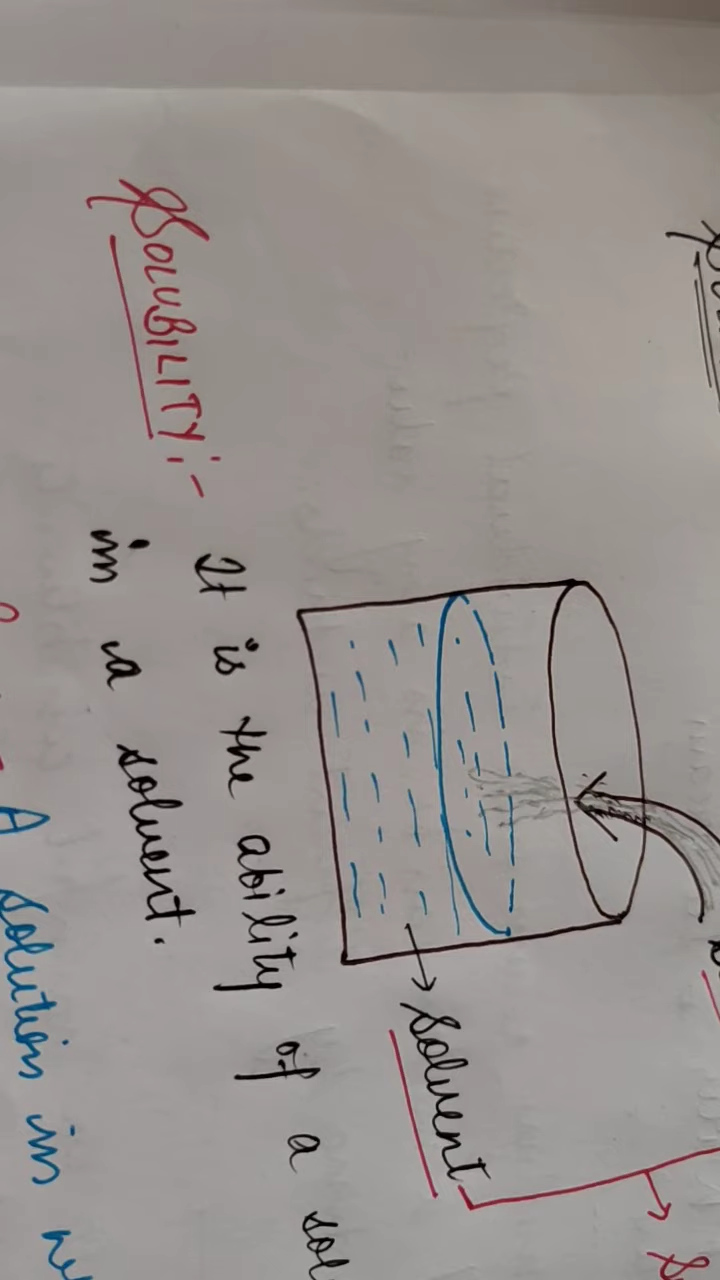 Solvent
SOLUBILITY :- It is the ability of a
in a solvent.
A solution in